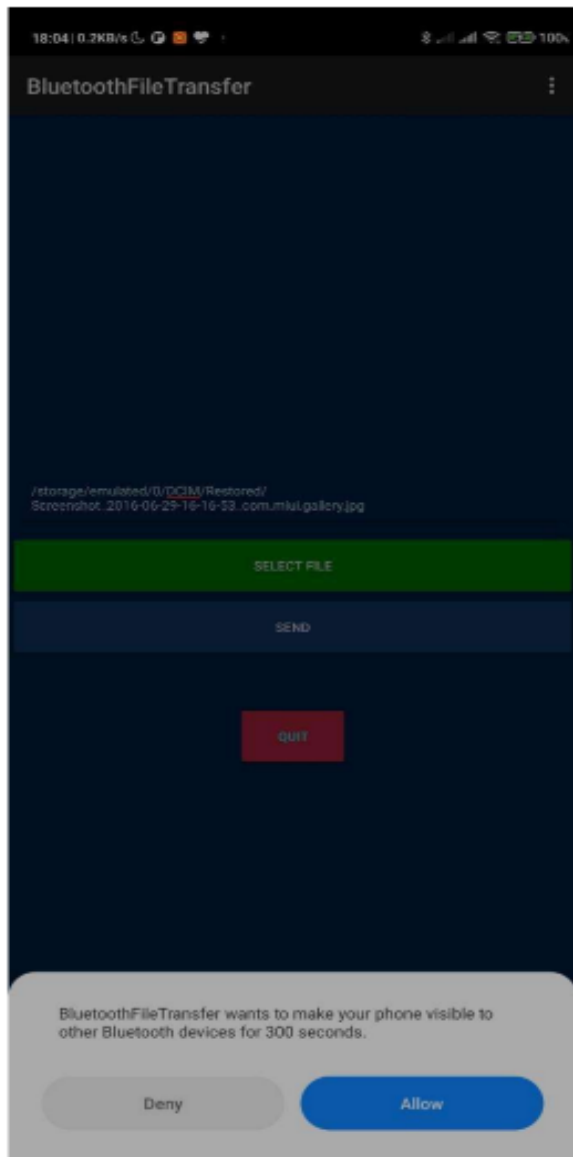 18:04 | 0.2KB/s 100%
BluetoothFileTransfer
/storage/emulated/0/DCIM/Restored/
Screenshot_2016-06-29-16-16-53_com.miui.gallery.jpg
SELECT FILE
SEND
QUIT
BluetoothFileTransfer wants to make your phone visible to
other Bluetooth devices for 300 seconds.
Deny Allow